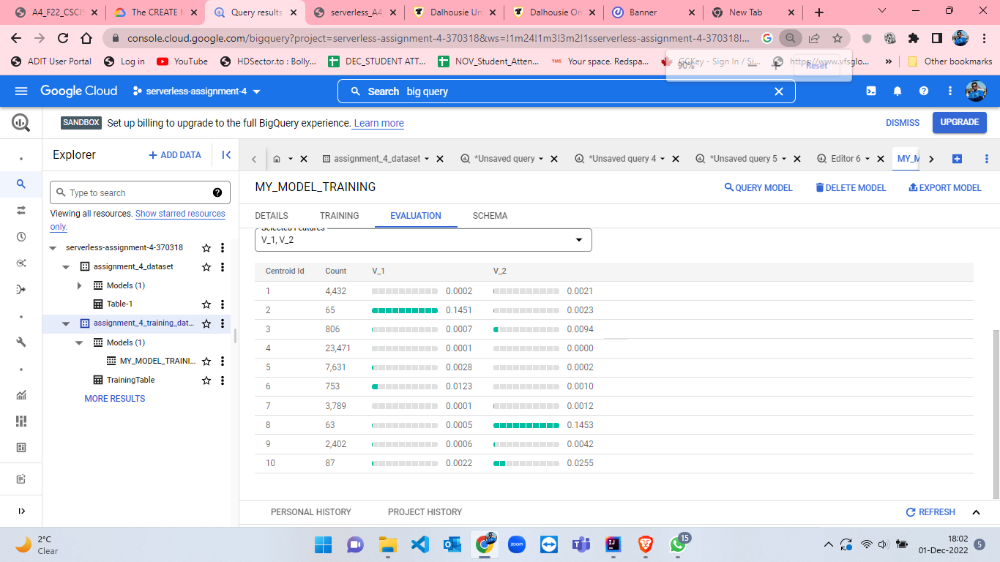 A4_F22_CSCI5
The CREATE M
Query results
serverless_A4
Dalhousie Un
Dalhousie On
Banner
New Tab
console.cloud.google.com/bigquery?project=serverless-assignment-4-370318&ws=!1m24!1m3!3m2!1sserverless-assignment-4-370318!...
ADIT User Portal
Log in
YouTube
HDSector.to : Bolly...
DEC_STUDENT ATT...
NOV_Student_Atten...
TMS Your space. Redspa...
GCKey - Sign In / Si...
https://www.vfsglo...
» Other bookmarks
90% − + Reset
Google Cloud
serverless-assignment-4
Search big query
SANDBOX Set up billing to upgrade to the full BigQuery experience. Learn more
DISMISS
UPGRADE
Explorer
+ ADD DATA
assignment_4_dataset
*Unsaved query
*Unsaved query 4
*Unsaved query 5
Editor 6
MY_M
Type to search
Viewing all resources. Show starred resources
only.
serverless-assignment-4-370318
assignment_4_dataset
Models (1)
Table-1
assignment_4_training_dat...
Models (1)
MY_MODEL_TRAINI...
TrainingTable
MORE RESULTS
MY_MODEL_TRAINING
QUERY MODEL
DELETE MODEL
EXPORT MODEL
DETAILS
TRAINING
EVALUATION
SCHEMA
Selected Features
V_1, V_2
Centroid Id Count V_1 V_2
1 4,432 0.0002 0.0021
2 65 0.1451 0.0023
3 806 0.0007 0.0094
4 23,471 0.0001 0.0000
5 7,631 0.0028 0.0002
6 753 0.0123 0.0010
7 3,789 0.0001 0.0012
8 63 0.0005 0.1453
9 2,402 0.0006 0.0042
10 87 0.0022 0.0255
PERSONAL HISTORY
PROJECT HISTORY
REFRESH
2°C
Clear
zoom
15
18:02
01-Dec-2022
5